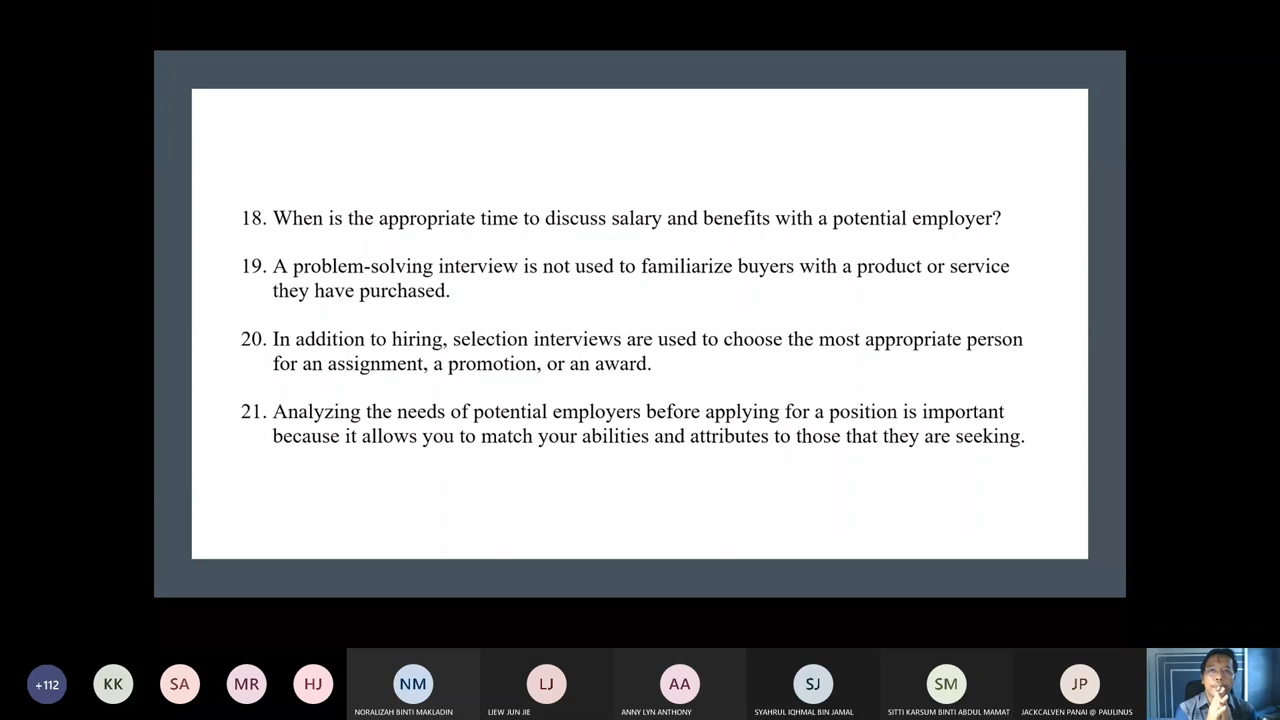 18. When is the appropriate time to discuss salary and benefits with a potential employer?
19. A problem-solving interview is not used to familiarize buyers with a product or service
they have purchased.
20. In addition to hiring, selection interviews are used to choose the most appropriate person
for an assignment, a promotion, or an award.
21. Analyzing the needs of potential employers before applying for a position is important
because it allows you to match your abilities and attributes to those that they are seeking.
+112
KK
SA
MR
HJ
NM
LJ
AA
SJ
SM
JP
NORALIZAH BINTI MAKLADIN
LIEW JUN JIE
ANNY LYN ANTHONY
SYAHRUL IQHMAL BIN JAMAL
SITTI KARSUM BINTI ABDUL MAMAT
JACKCALVEN PANAI @ PAULINUS